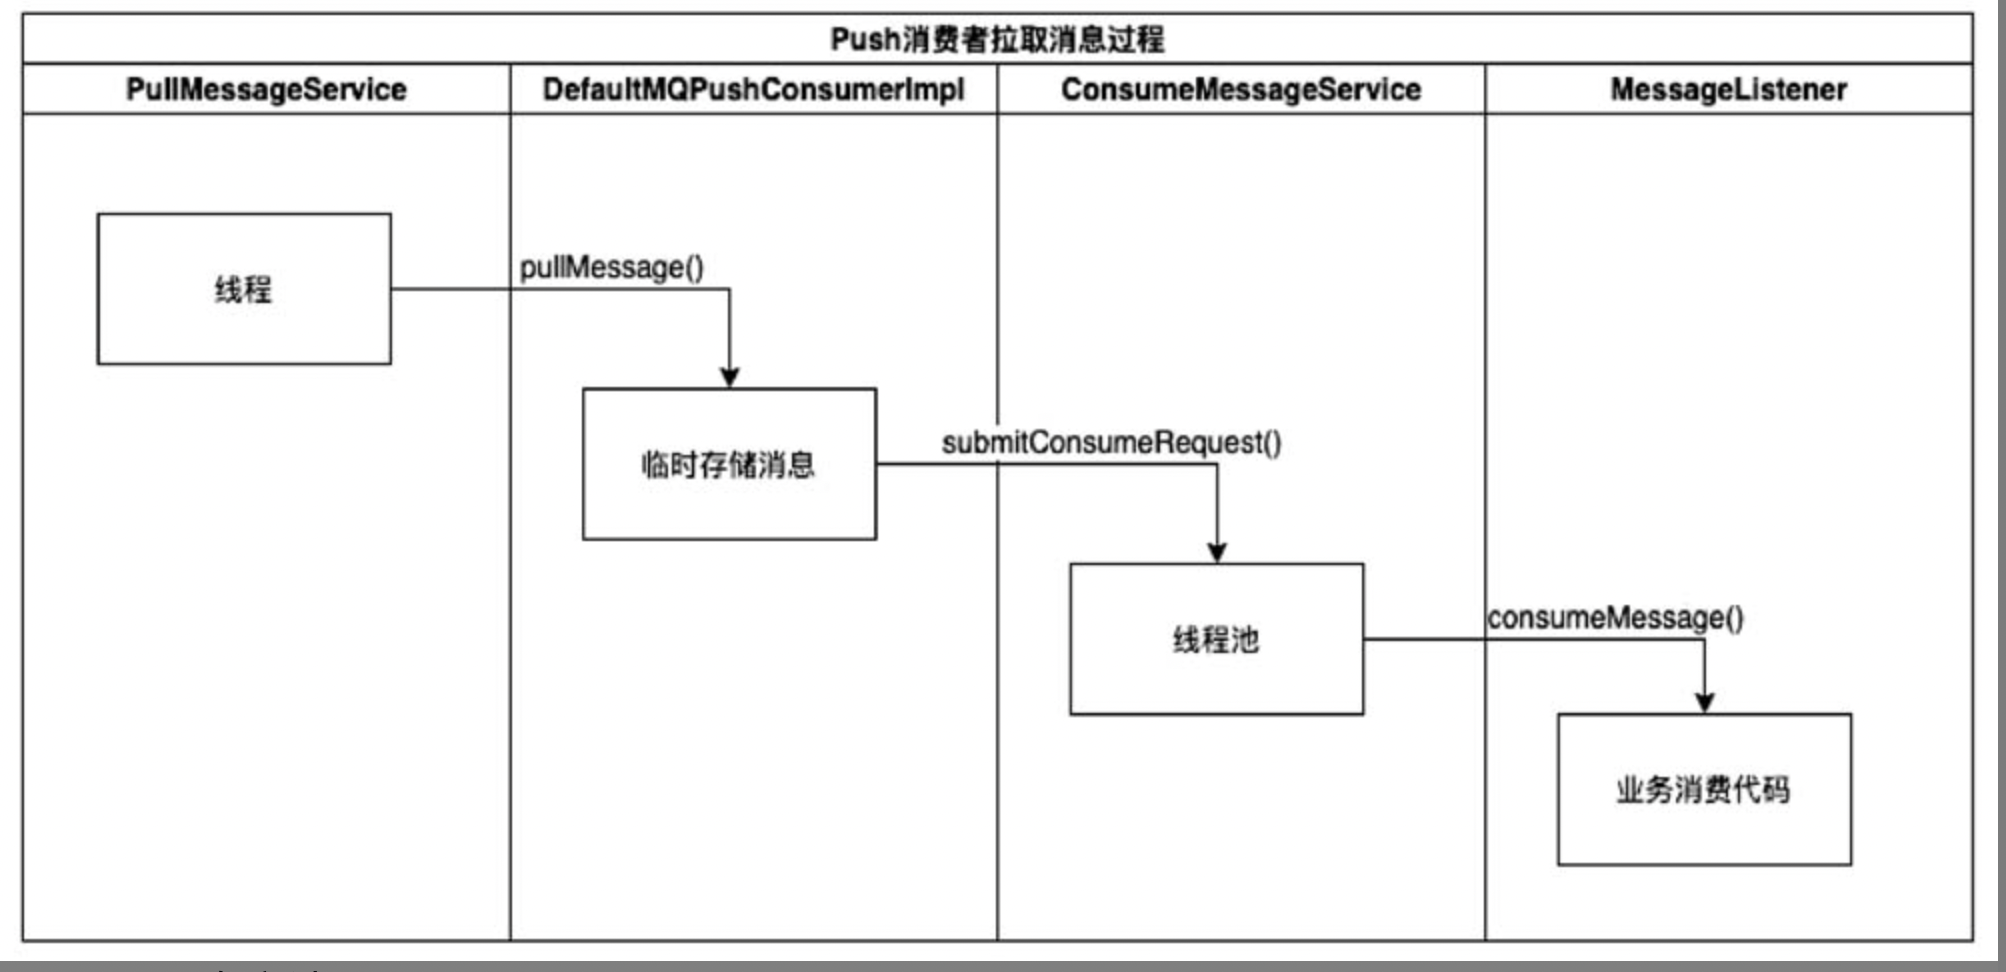 Push消费者拉取消息过程
PullMessageService
DefaultMQPushConsumerImpl
ConsumeMessageService
MessageListener
线程
pullMessage()
临时存储消息
submitConsumeRequest()
线程池
consumeMessage()
业务消费代码